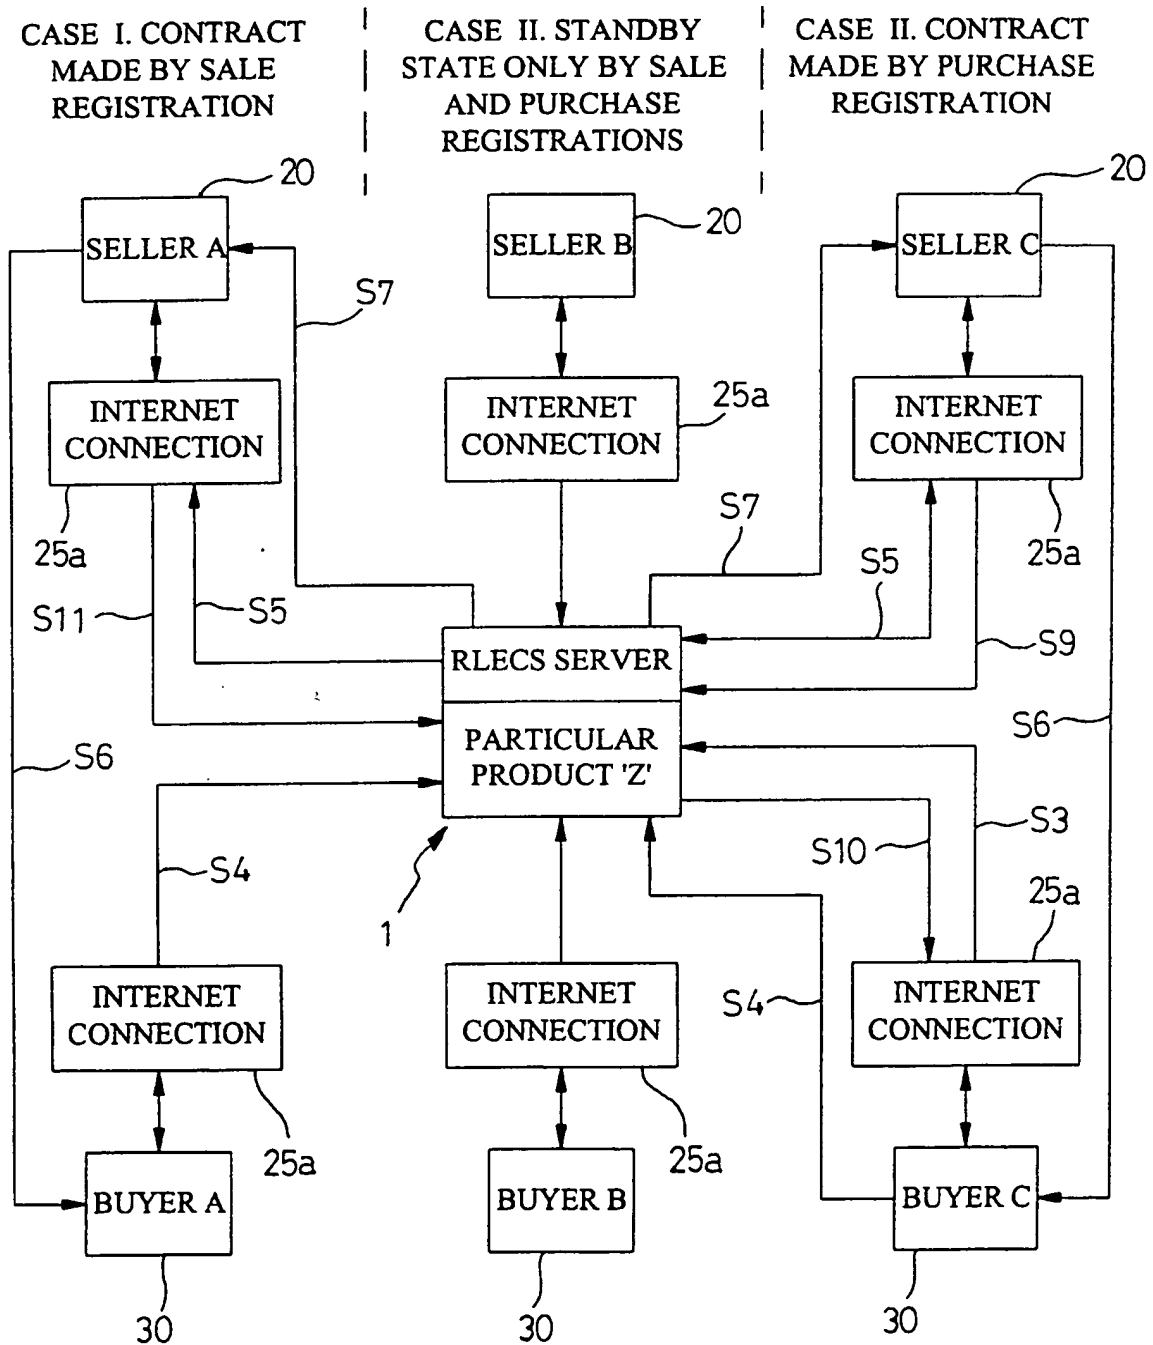 CASE I. CONTRACT
MADE BY SALE
REGISTRATION
CASE II. STANDBY
STATE ONLY BY SALE
AND PURCHASE
REGISTRATIONS
CASE II. CONTRACT
MADE BY PURCHASE
REGISTRATION
20
20
20
SELLER A
SELLER B
SELLER C
S7
INTERNET
CONNECTION
INTERNET
CONNECTION
25a
INTERNET
CONNECTION
25a
S7
25a
S11
S5
S5
S9
RLECS SERVER
PARTICULAR
PRODUCT 'Z'
S6
S6
S4
S10
S3
1
25a
INTERNET
CONNECTION
INTERNET
CONNECTION
S4
INTERNET
CONNECTION
25a
25a
BUYER A
BUYER B
BUYER C
30
30
30